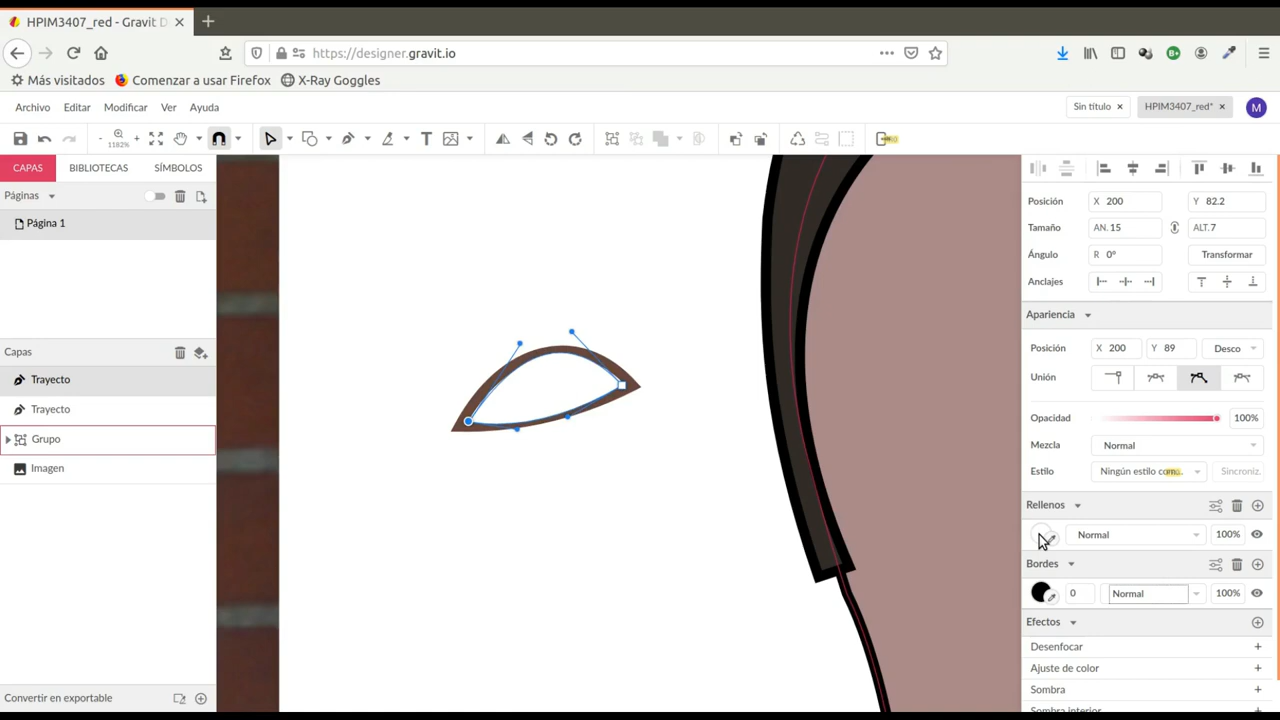 HPIM3407_red - Gravit D
https://designer.gravit.io
Más visitados Comenzar a usar Firefox X-Ray Goggles
Archivo Editar Modificar Ver Ayuda
Sin título HPIM3407_red* M
1182%
CAPAS BIBLIOTECAS SÍMBOLOS
Páginas
Página 1
Capas
Trayecto
Trayecto
Grupo
Imagen
Convertir en exportable
Posición X 200 Y 82.2
Tamaño AN. 15 ALT. 7
Ángulo R 0° Transformar
Anclajes
Apariencia
Posición X 200 Y 89 Desco
Unión
Opacidad 100%
Mezcla Normal
Estilo Ningún estilo Sincroniz.
Rellenos
Normal 100%
Bordes
0 Normal 100%
Efectos
Desenfocar +
Ajuste de color +
Sombra +
Sombra interior